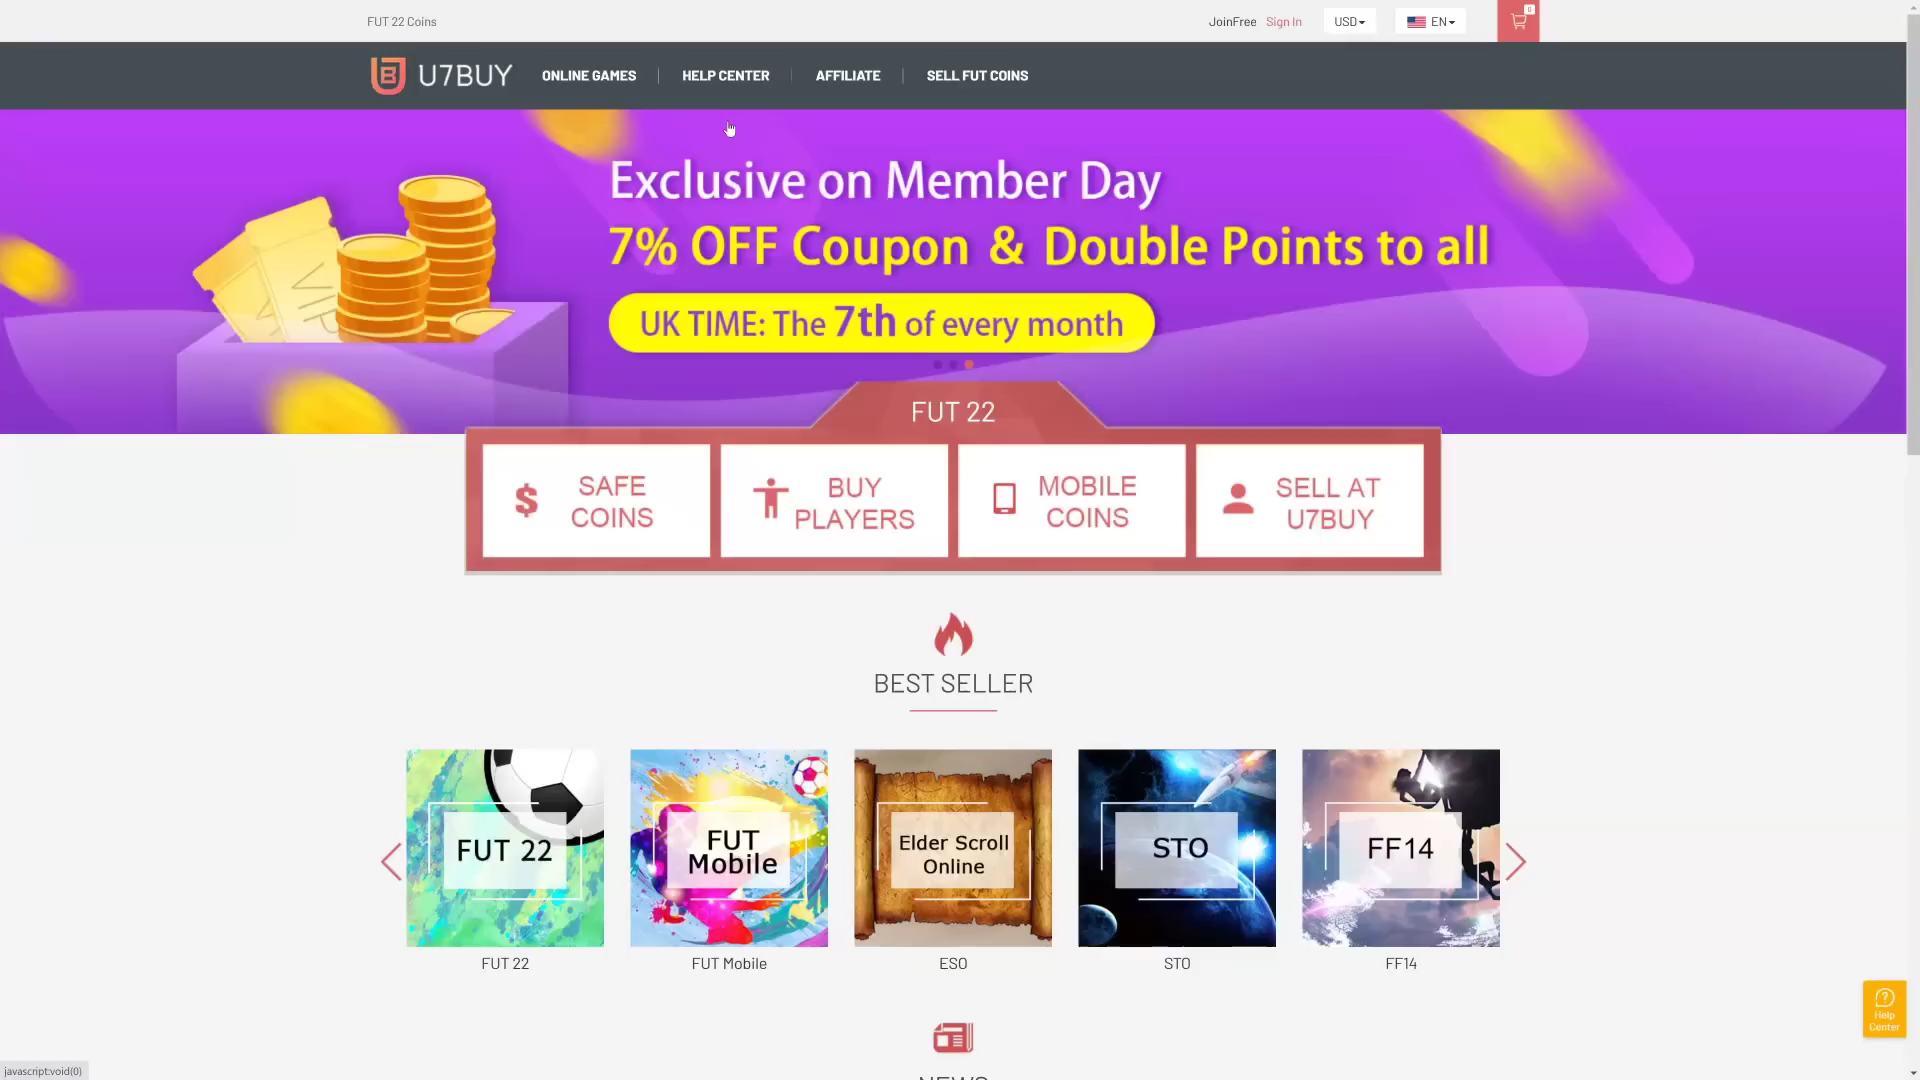 FUT 22 Coins
JoinFree Sign In USD EN 0
U7BUY ONLINE GAMES HELP CENTER AFFILIATE SELL FUT COINS
Exclusive on Member Day
7% OFF Coupon & Double Points to all
UK TIME: The 7th of every month
VIP
FUT 22
SAFE COINS
BUY PLAYERS
MOBILE COINS
SELL AT U7BUY
BEST SELLER
FUT 22
FUT Mobile
Elder Scroll Online
STO
FF14
FUT 22
FUT Mobile
ESO
STO
FF14
? Help Center
NEWS
javascript:void(0)